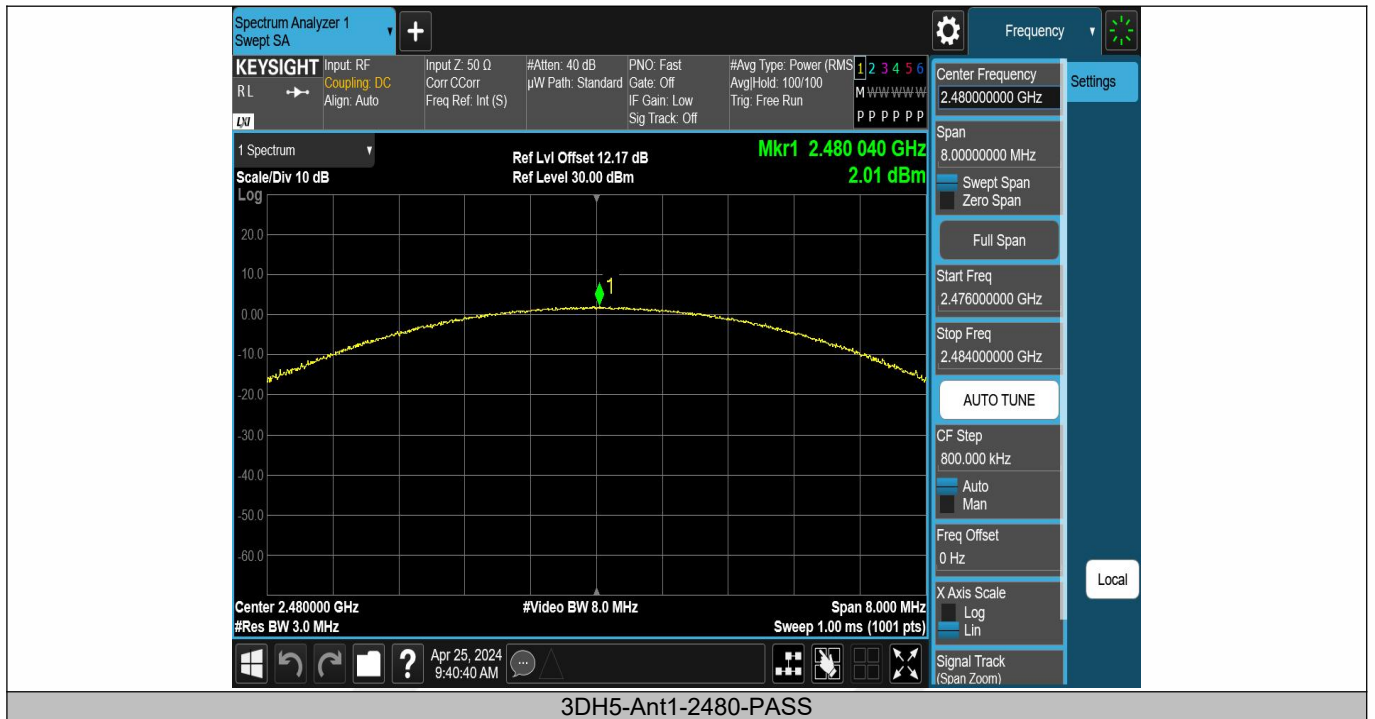 Spectrum Analyzer 1
Swept SA
+
Frequency
KEYSIGHT
RL
LXI
Input: RF
Coupling: DC
Align: Auto
Input Z: 50 Ω
Corr CCorr
Freq Ref: Int (S)
#Atten: 40 dB
µW Path: Standard
PNO: Fast
Gate: Off
IF Gain: Low
Sig Track: Off
#Avg Type: Power (RMS
Avg|Hold: 100/100
Trig: Free Run
1 2 3 4 5 6
M W W W W W
P P P P P P
1 Spectrum
Scale/Div 10 dB
Log
Ref Lvl Offset 12.17 dB
Ref Level 30.00 dBm
Mkr1 2.480 040 GHz
2.01 dBm
20.0
10.0
0.00
-10.0
-20.0
-30.0
-40.0
-50.0
-60.0
1
Center 2.480000 GHz
#Res BW 3.0 MHz
#Video BW 8.0 MHz
Span 8.000 MHz
Sweep 1.00 ms (1001 pts)
?
Apr 25, 2024
9:40:40 AM
Center Frequency
2.480000000 GHz
Settings
Span
8.00000000 MHz
Swept Span
Zero Span
Full Span
Start Freq
2.476000000 GHz
Stop Freq
2.484000000 GHz
AUTO TUNE
CF Step
800.000 kHz
Auto
Man
Freq Offset
0 Hz
Local
X Axis Scale
Log
Lin
Signal Track
(Span Zoom)
3DH5-Ant1-2480-PASS